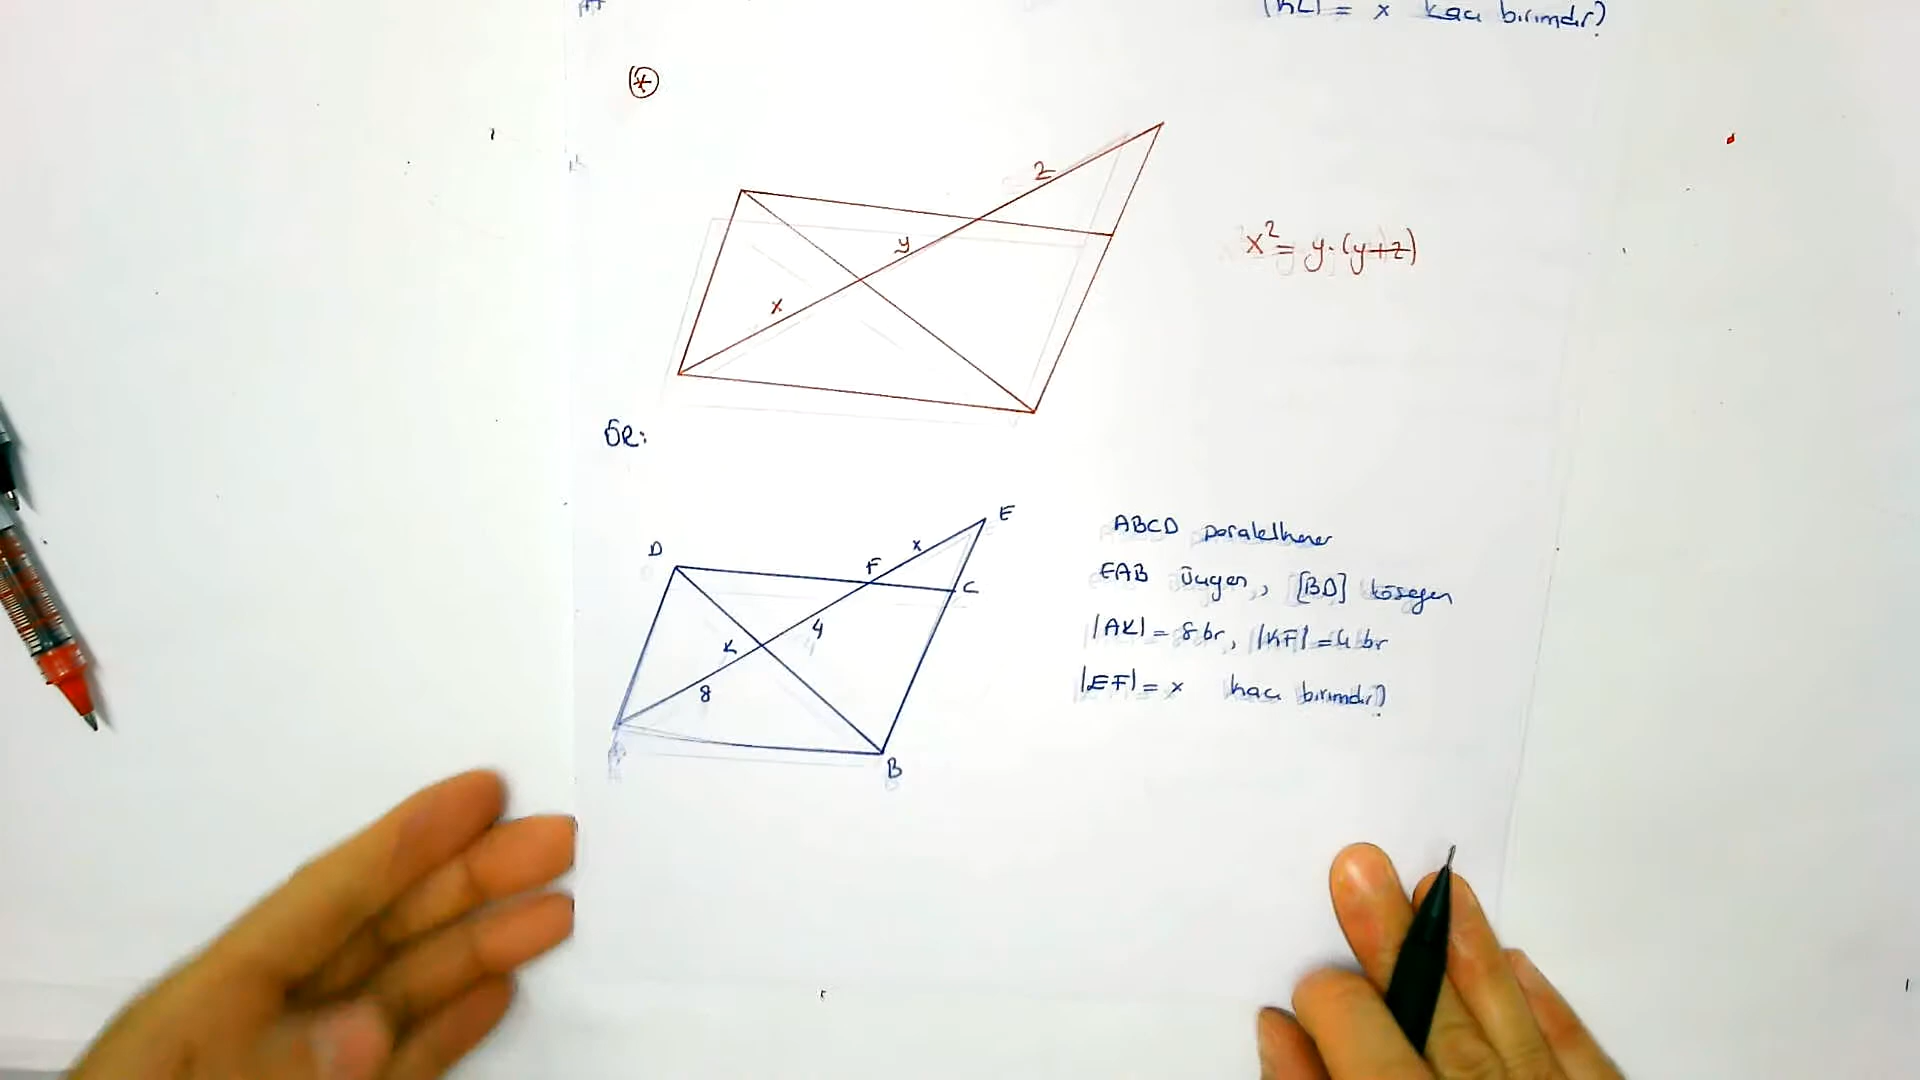 |KL| = x kaç birimdir?
*
z
y
x
x² = y·(y+z)
ÖR:
E
D
x
F
C
4
K
8
A
B
ABCD paralelkenar
EAB üçgen, [BD] köşegen
|AK| = 8 br, |KF| = 4 br
|EF| = x kaç birimdir?